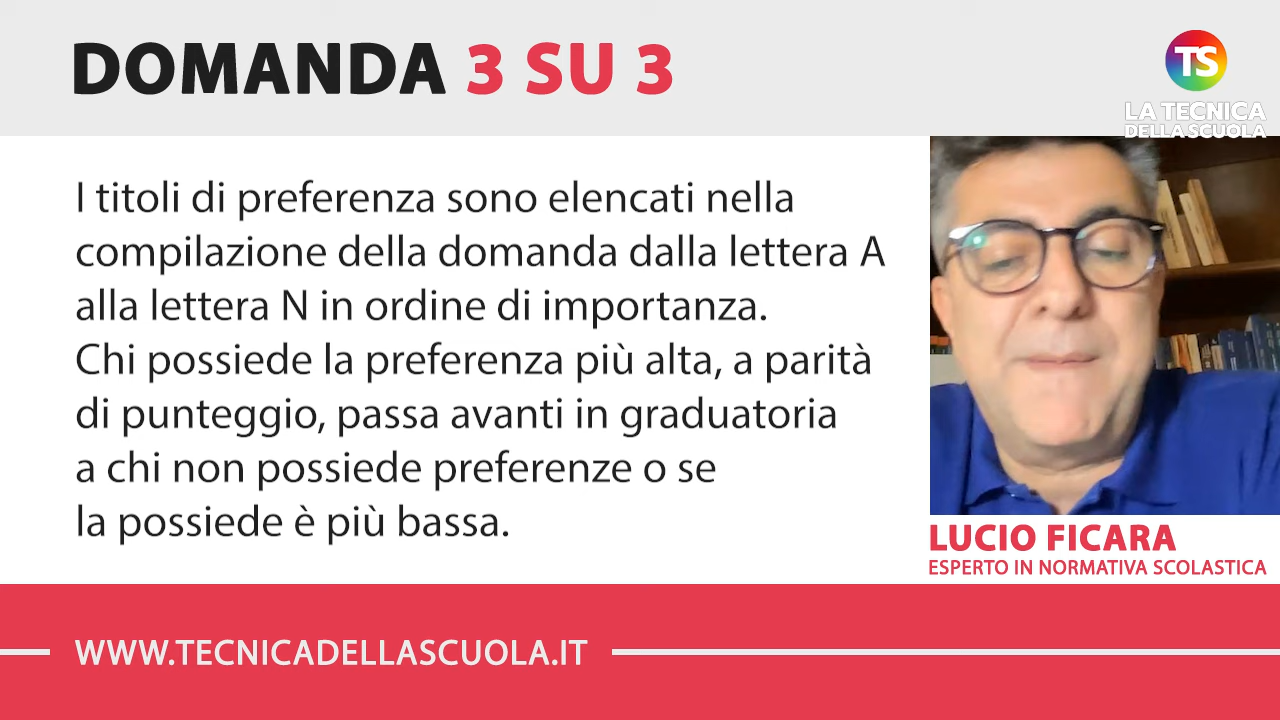 DOMANDA 3 SU 3
TS
LA TECNICA
DELLA SCUOLA
I titoli di preferenza sono elencati nella
compilazione della domanda dalla lettera A
alla lettera N in ordine di importanza.
Chi possiede la preferenza più alta, a parità
di punteggio, passa avanti in graduatoria
a chi non possiede preferenze o se
la possiede è più bassa.
LUCIO FICARA
ESPERTO IN NORMATIVA SCOLASTICA
WWW.TECNICADELLASCUOLA.IT